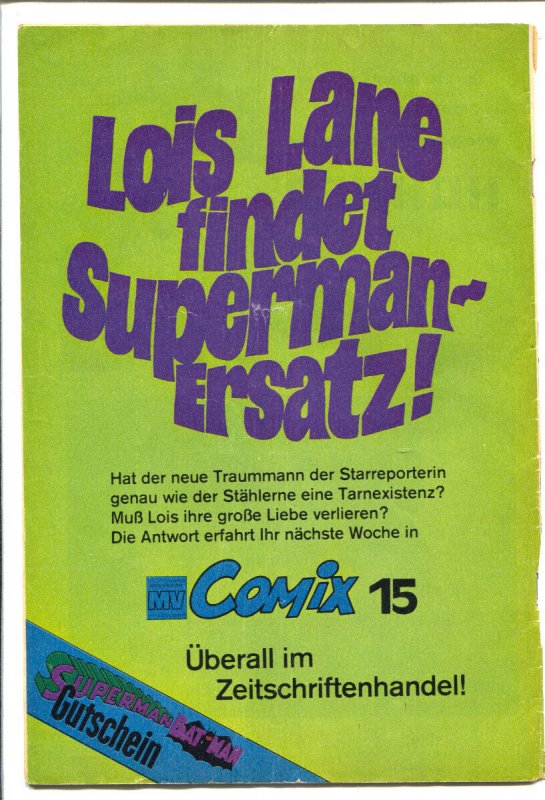 Lois Lane
findet
Superman-
Ersatz!
Hat der neue Traummann der Starreporterin
genau wie der Stählerne eine Tarnexistenz?
Muß Lois ihre große Liebe verlieren?
Die Antwort erfahrt Ihr nächste Woche in
MV Comix 15
Überall im
Zeitschriftenhandel!
SUPERMAN BATMAN
Gutschein